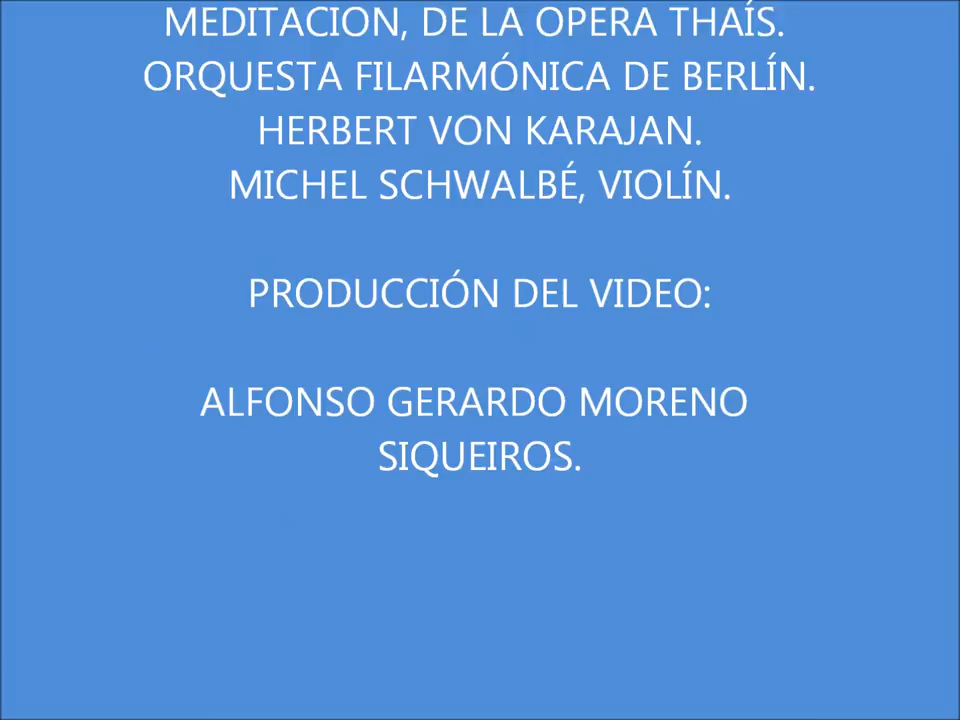 MEDITACION, DE LA OPERA THAÍS.
ORQUESTA FILARMÓNICA DE BERLÍN.
HERBERT VON KARAJAN.
MICHEL SCHWALBÉ, VIOLÍN.
PRODUCCIÓN DEL VIDEO:
ALFONSO GERARDO MORENO
SIQUEIROS.